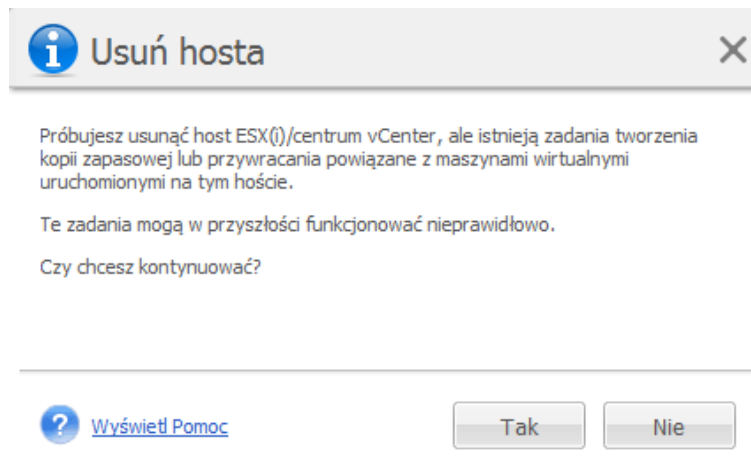 Usuń hosta
Próbujesz usunąć host ESX(i)/centrum vCenter, ale istnieją zadania tworzenia
kopii zapasowej lub przywracania powiązane z maszynami wirtualnymi
uruchomionymi na tym hoście.
Te zadania mogą w przyszłości funkcjonować nieprawidłowo.
Czy chcesz kontynuować?
Wyświetl Pomoc
Tak
Nie